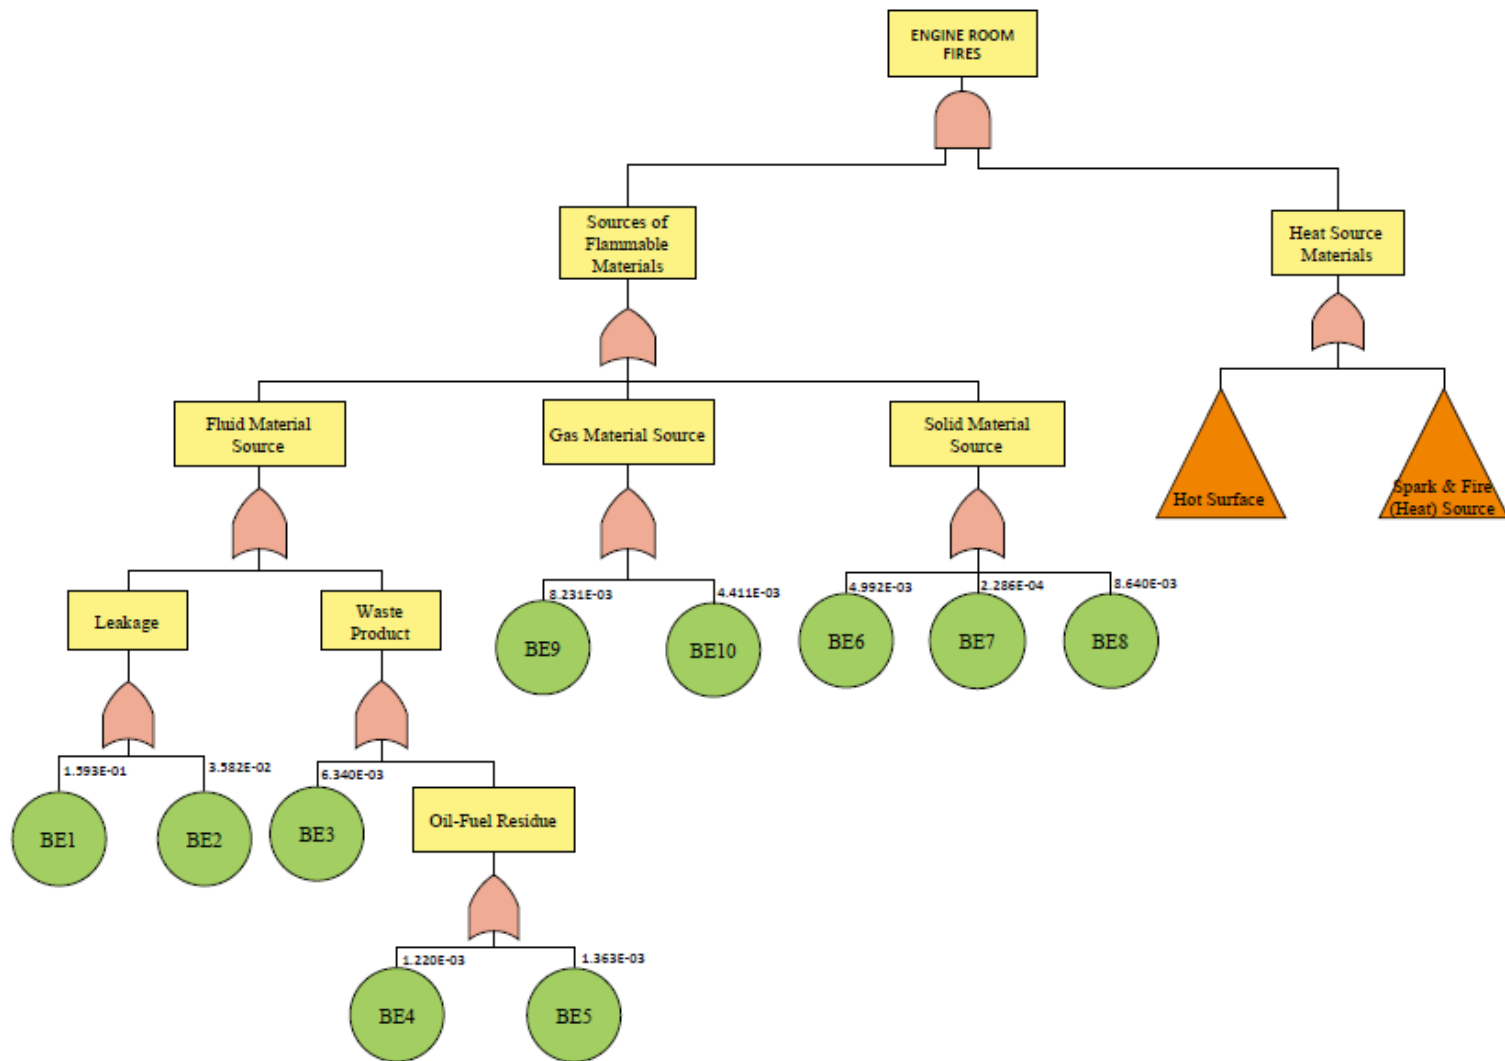 ENGINE ROOM
FIRES
Sources of
Flammable
Materials
Heat Source
Materials
Fluid Material
Source
Gas Material Source
Solid Material
Source
Hot Surface
Spark & Fire
(Heat) Source
Leakage
Waste
Product
8.231E-03
4.411E-03
4.992E-03
2.286E-04
8.640E-03
BE9
BE10
BE6
BE7
BE8
1.593E-01
3.582E-02
6.340E-03
BE1
BE2
BE3
Oil-Fuel Residue
1.220E-03
1.363E-03
BE4
BE5